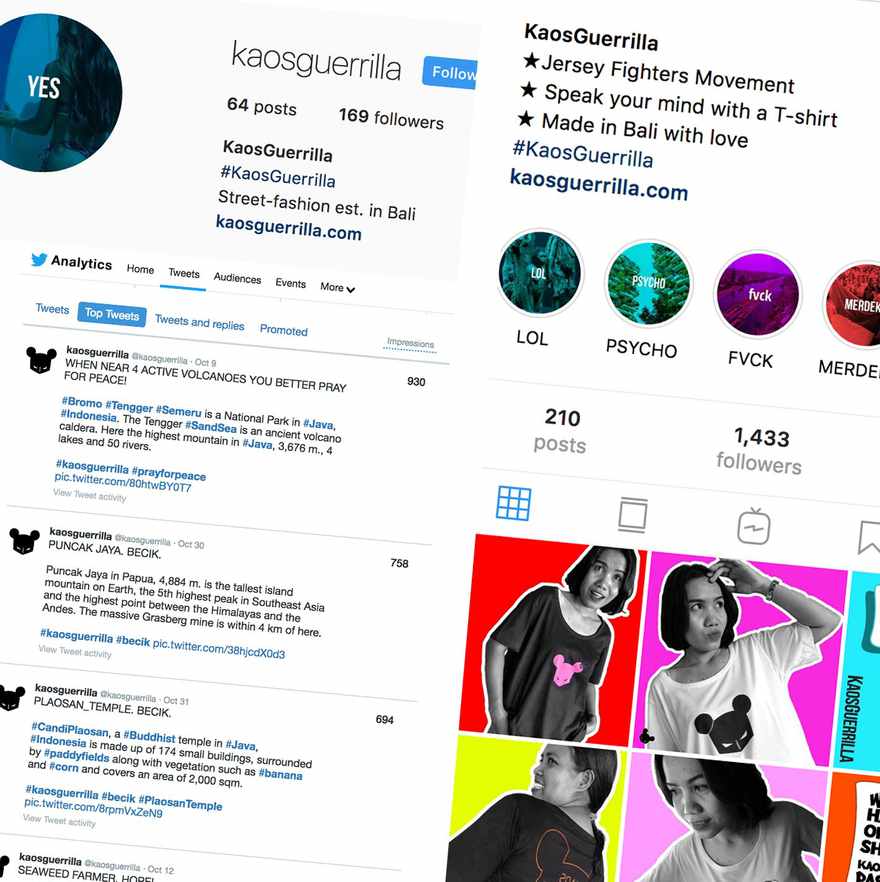 YES
kaosguerrilla
Follow
64 posts 169 followers
KaosGuerrilla
#KaosGuerrilla
Street-fashion est. in Bali
kaosguerrilla.com
Analytics Home Tweets Audiences Events More
Tweets Top Tweets Tweets and replies Promoted
Impressions
kaosguerrilla @kaosguerrilla · Oct 9
930
WHEN NEAR 4 ACTIVE VOLCANOES YOU BETTER PRAY
FOR PEACE!
#Bromo #Tengger #Semeru is a National Park in #Java,
#Indonesia. The Tengger #SandSea is an ancient volcano
caldera. Here the highest mountain in #Java, 3,676 m., 4
lakes and 50 rivers.
#kaosguerrilla #prayforpeace
pic.twitter.com/80htwBY0T7
View Tweet activity
kaosguerrilla @kaosguerrilla · Oct 30
758
PUNCAK JAYA. BECIK.
Puncak Jaya in Papua, 4,884 m. is the tallest island
mountain on Earth, the 5th highest peak in Southeast Asia
and the highest point between the Himalayas and the
Andes. The massive Grasberg mine is within 4 km of here.
#kaosguerrilla #becik pic.twitter.com/38hjcdX0d3
View Tweet activity
kaosguerrilla @kaosguerrilla · Oct 31
694
PLAOSAN_TEMPLE. BECIK.
#CandiPlaosan, a #Buddhist temple in #Java,
#Indonesia is made up of 174 small buildings, surrounded
by #paddyfields along with vegetation such as #banana
and #corn and covers an area of 2,000 sqm.
#kaosguerrilla #becik #PlaosanTemple
pic.twitter.com/8rpmVxZeN9
View Tweet activity
kaosguerrilla @kaosguerrilla · Oct 12
SEAWEED FARMER. HOPE!
KaosGuerrilla
★Jersey Fighters Movement
★ Speak your mind with a T-shirt
★ Made in Bali with love
#KaosGuerrilla
kaosguerrilla.com
LOL PSYCHO fvck MERDEK
LOL PSYCHO FVCK MERDE
210 1,433
posts followers
KAOSGUERRILLA